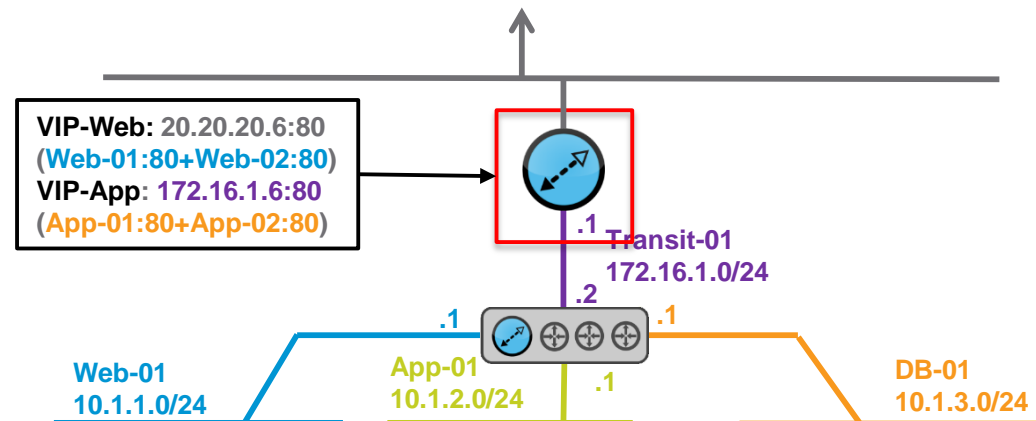 VIP-Web: 20.20.20.6:80
(Web-01:80+Web-02:80)
VIP-App: 172.16.1.6:80
(App-01:80+App-02:80)
.1
Transit-01
172.16.1.0/24
.2
.1
.1
Web-01
10.1.1.0/24
App-01
10.1.2.0/24
.1
DB-01
10.1.3.0/24